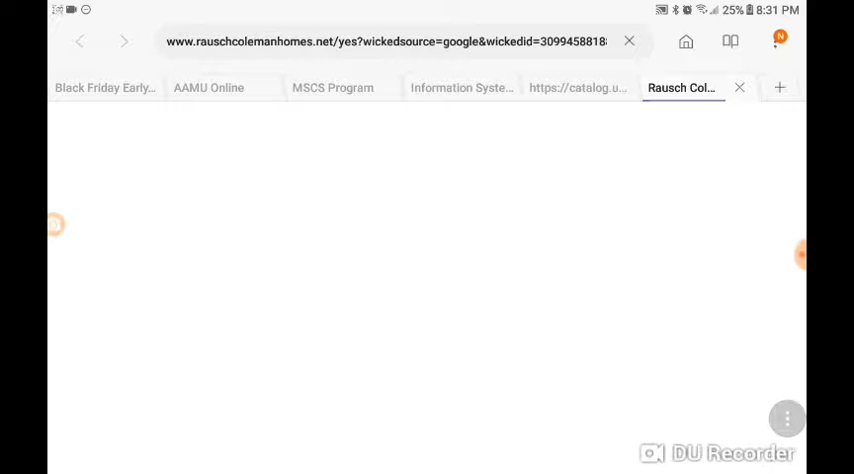 25% 8:31 PM
www.rauschcolemanhomes.net/yes?wickedsource=google&wickedid=3099458818
N
Black Friday Early... AAMU Online MSCS Program Information Syste... https://catalog.u... Rausch Col...
DU Recorder